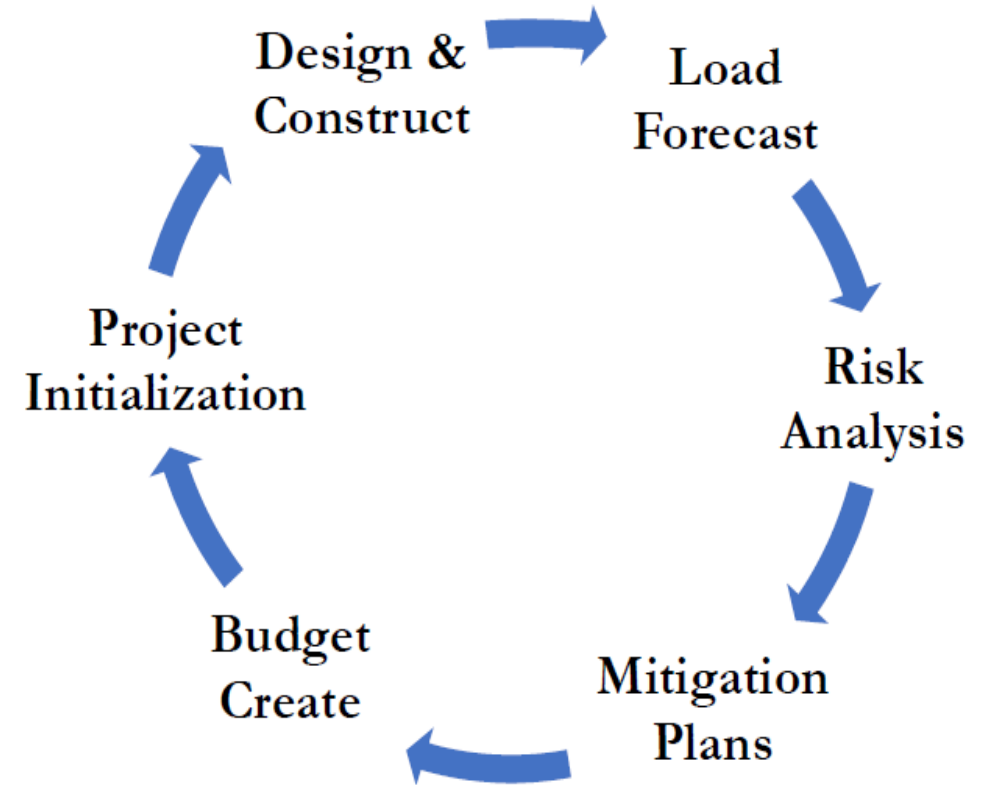 Design &
Construct
Load
Forecast
Risk
Analysis
Mitigation
Plans
Budget
Create
Project
Initialization